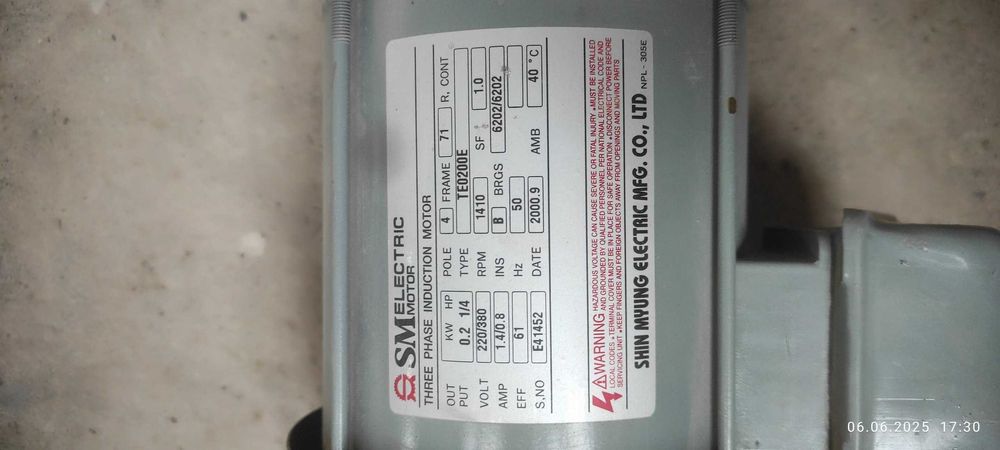 SM ELECTRIC MOTOR
THREE PHASE INDUCTION MOTOR
OUT PUT KW HP 0.2 1/4 POLE 4 FRAME 71 R, CONT
TYPE TE0200E
VOLT 220/380 RPM 1410 SF 1.0
AMP 1.4/0.8 INS B BRGS 6202/6202
EFF 61 Hz 50
S.NO E41452 DATE 2000.9 AMB 40 °C
WARNING HAZARDOUS VOLTAGE CAN CAUSE SEVERE OR FATAL INJURY •MUST BE INSTALLED
AND GROUNDED BY QUALIFIED PERSONNEL PER NATIONAL ELECTRICAL CODE AND
LOCAL CODES •TERMINAL COVER MUST BE IN PLACE FOR SAFE OPERATION •DISCONNECT POWER BEFORE
SERVICING UNIT •KEEP FINGERS AND FOREIGN OBJECTS AWAY FROM OPENINGS AND MOVING PARTS
SHIN MYUNG ELECTRIC MFG. CO., LTD NPL-305E
06.06.2025 17:30